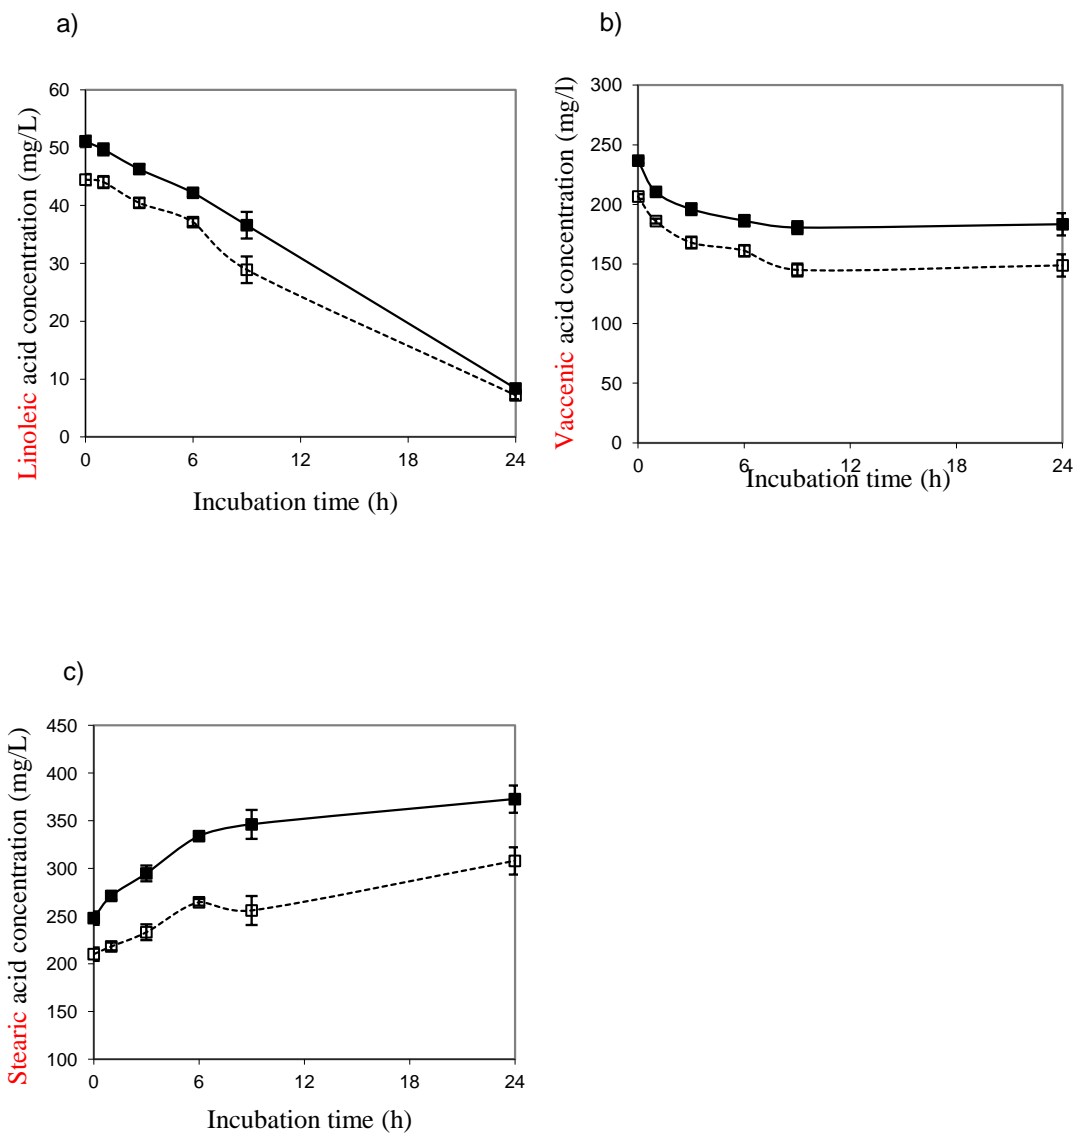 a)
Linoleic acid concentration (mg/L)
60
50
40
30
20
10
0
0 6 12 18 24
Incubation time (h)
b)
Vaccenic acid concentration (mg/l)
300
250
200
150
100
50
0
0 6 12 18 24
Incubation time (h)
c)
Stearic acid concentration (mg/L)
450
400
350
300
250
200
150
100
0 6 12 18 24
Incubation time (h)